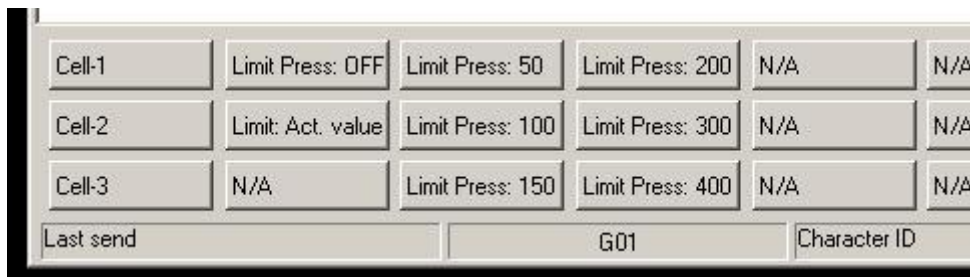 Cell-1 Limit Press: OFF Limit Press: 50 Limit Press: 200 N/A N/A
Cell-2 Limit: Act. value Limit Press: 100 Limit Press: 300 N/A N/A
Cell-3 N/A Limit Press: 150 Limit Press: 400 N/A N/A
Last send G01 Character ID